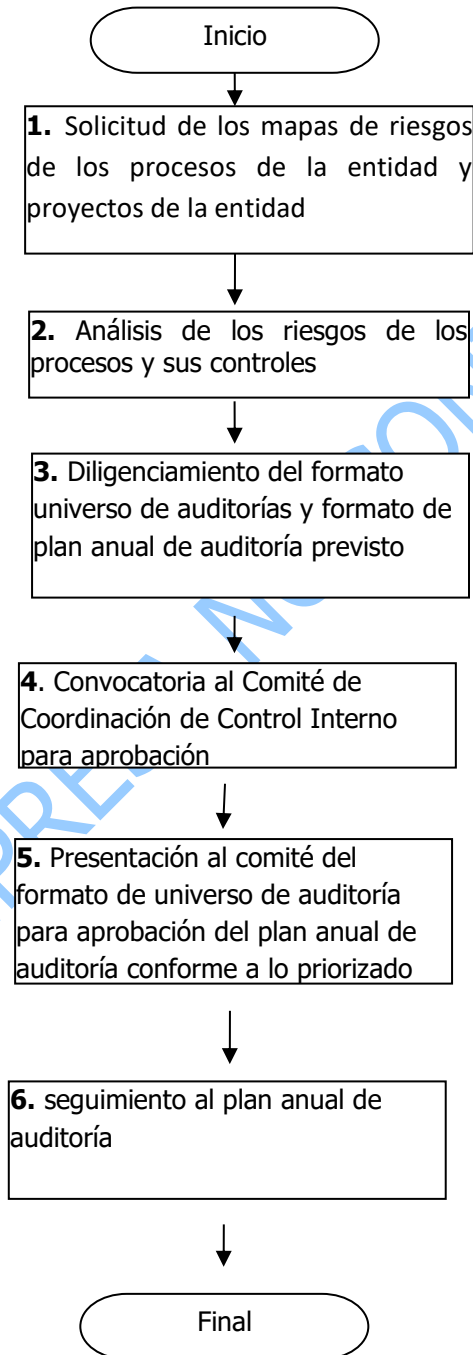 Inicio
1. Solicitud de los mapas de riesgos
de los procesos de la entidad y
proyectos de la entidad
2. Análisis de los riesgos de los
procesos y sus controles
3. Diligenciamiento del formato
universo de auditorías y formato de
plan anual de auditoría previsto
4. Convocatoria al Comité de
Coordinación de Control Interno
para aprobación
5. Presentación al comité del
formato de universo de auditoría
para aprobación del plan anual de
auditoría conforme a lo priorizado
6. seguimiento al plan anual de
auditoría
Final